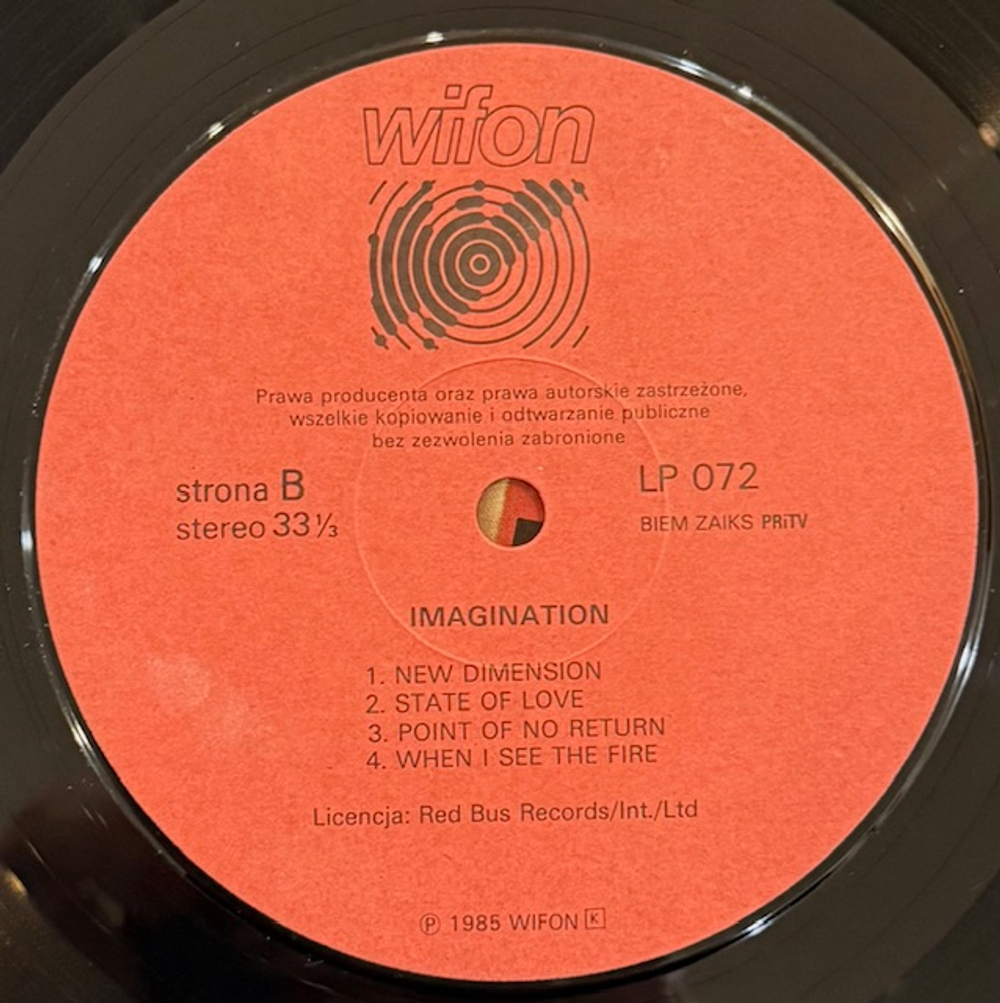 wifon
Prawa producenta oraz prawa autorskie zastrzeżone,
wszelkie kopiowanie i odtwarzanie publiczne
bez zezwolenia zabronione
strona B
stereo 33 ⅓
LP 072
BIEM ZAIKS PRiTV
IMAGINATION
1. NEW DIMENSION
2. STATE OF LOVE
3. POINT OF NO RETURN
4. WHEN I SEE THE FIRE
Licencja: Red Bus Records/Int./Ltd
℗ 1985 WIFON K